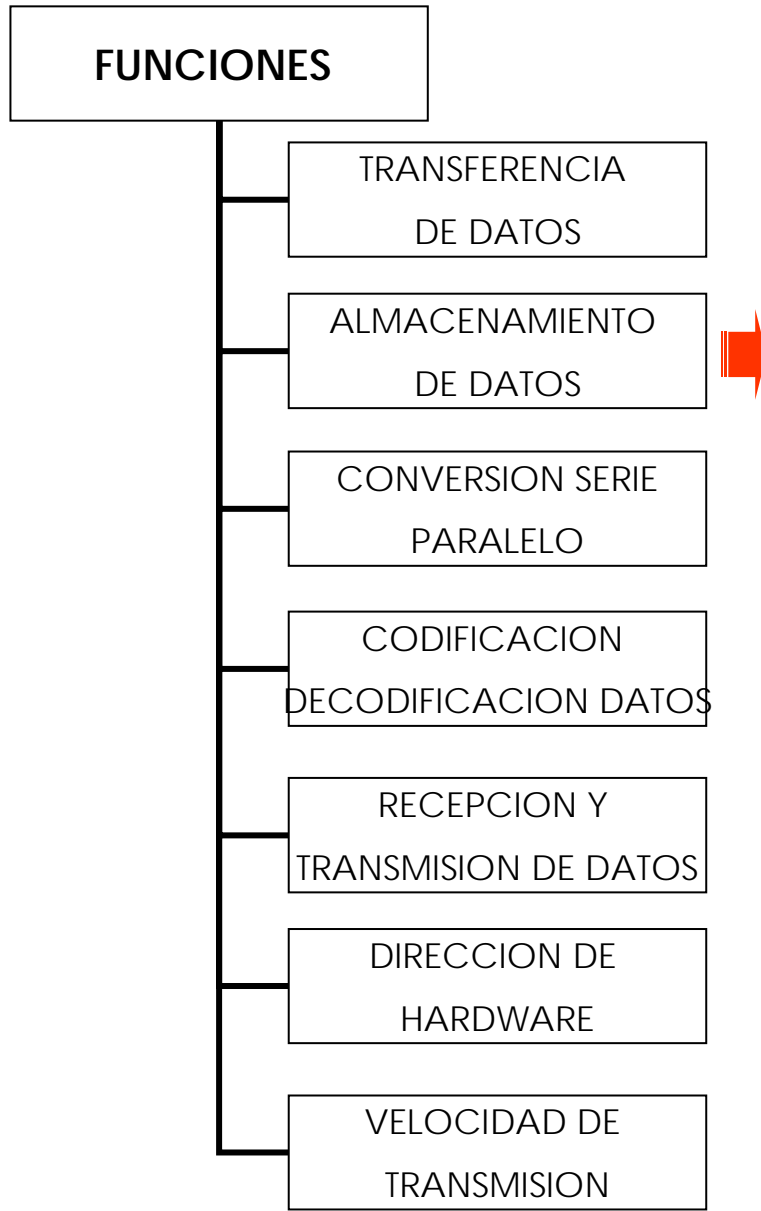 FUNCIONES
TRANSFERENCIA
DE DATOS
ALMACENAMIENTO
DE DATOS
CONVERSION SERIE
PARALELO
CODIFICACION
DECODIFICACION DATOS
RECEPCION Y
TRANSMISION DE DATOS
DIRECCION DE
HARDWARE
VELOCIDAD DE
TRANSMISION